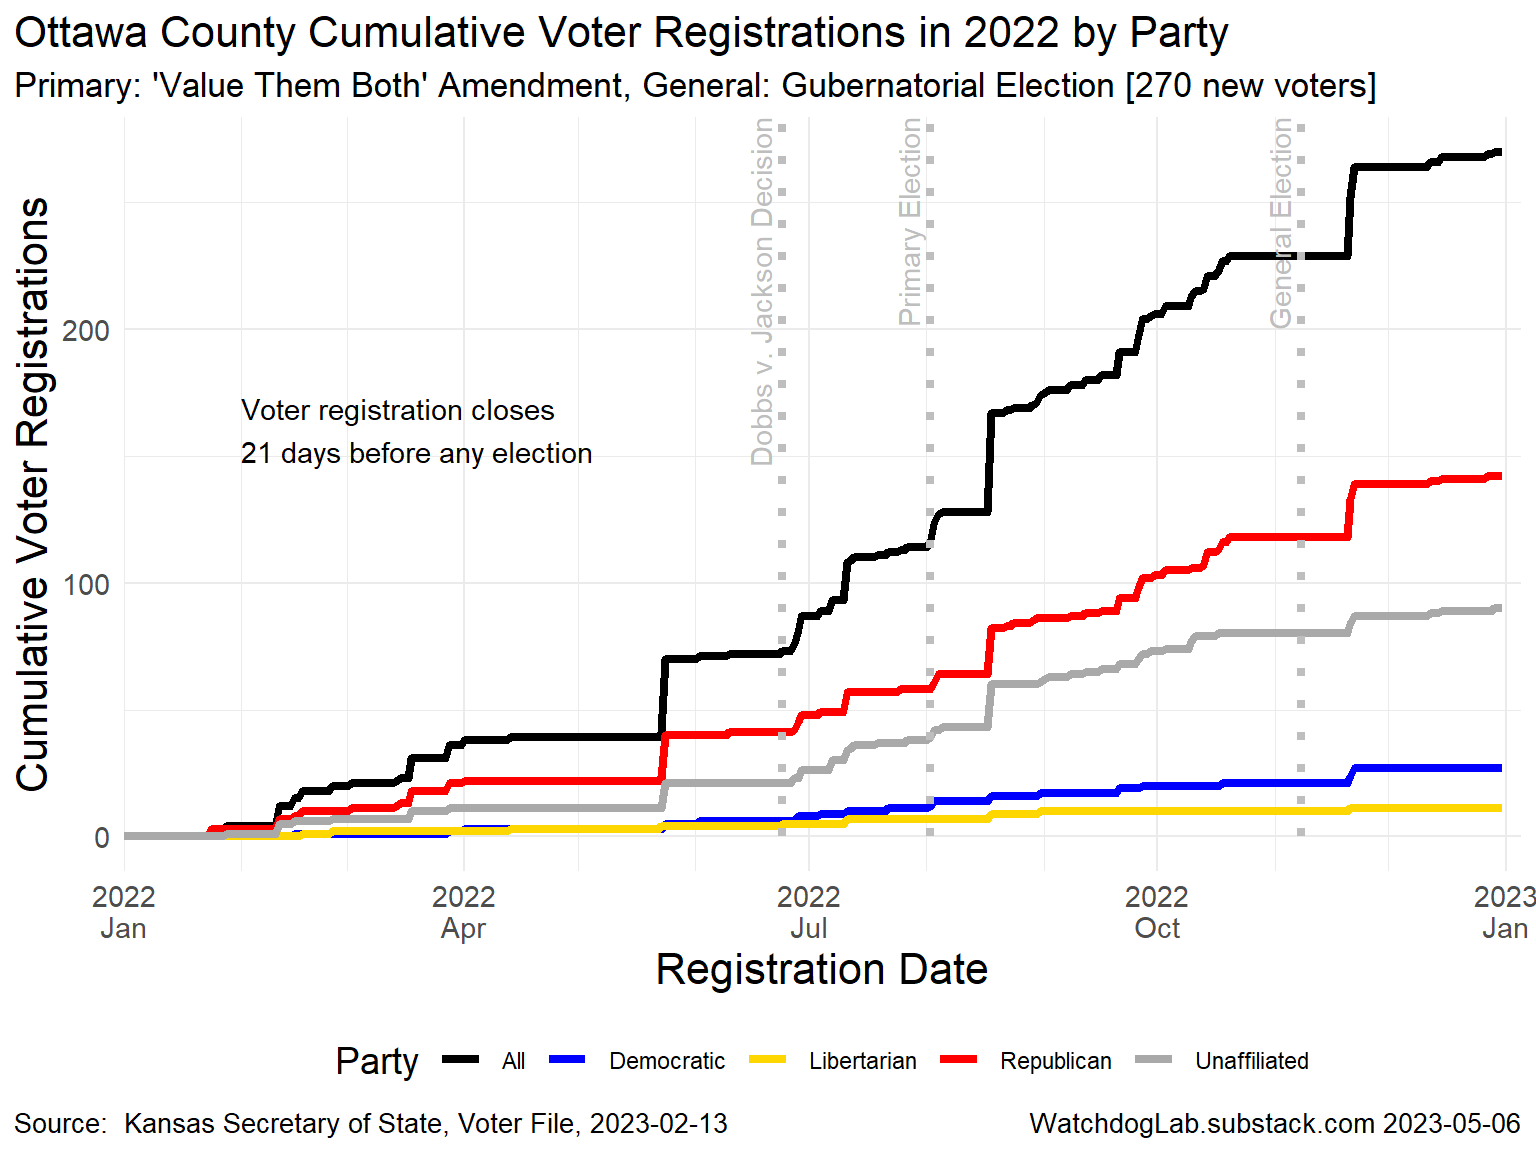 Ottawa County Cumulative Voter Registrations in 2022 by Party
Primary: 'Value Them Both' Amendment, General: Gubernatorial Election [270 new voters]
Cumulative Voter Registrations
200
100
0
Dobbs v. Jackson Decision
Primary Election
General Election
Voter registration closes
21 days before any election
2022
Jan
2022
Apr
2022
Jul
2022
Oct
2023
Jan
Registration Date
Party
All
Democratic
Libertarian
Republican
Unaffiliated
Source:  Kansas Secretary of State, Voter File, 2023-02-13
WatchdogLab.substack.com 2023-05-06